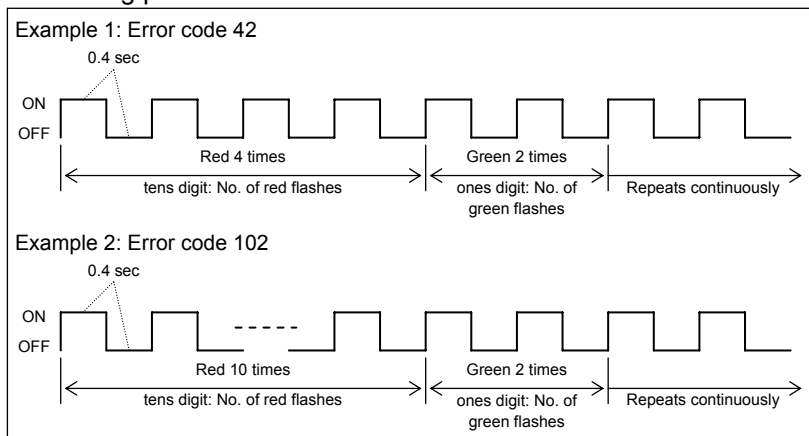 Example 1: Error code 42
0.4 sec
ON
OFF
Red 4 times
Green 2 times
tens digit: No. of red flashes
ones digit: No. of
green flashes
Repeats continuously
Example 2: Error code 102
0.4 sec
ON
OFF
Red 10 times
Green 2 times
tens digit: No. of red flashes
ones digit: No. of
green flashes
Repeats continuously